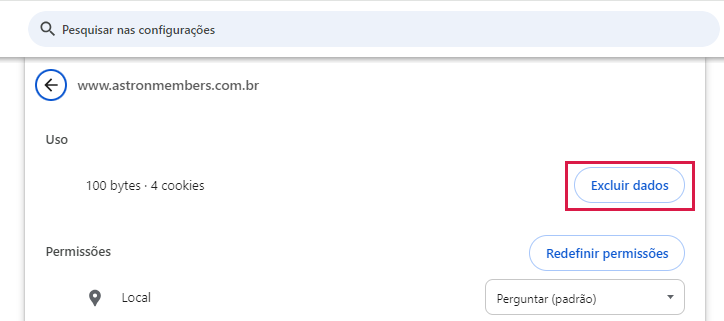 Pesquisar nas configurações
www.astronmembers.com.br
Uso
100 bytes · 4 cookies
Excluir dados
Permissões
Redefinir permissões
Local
Perguntar (padrão)